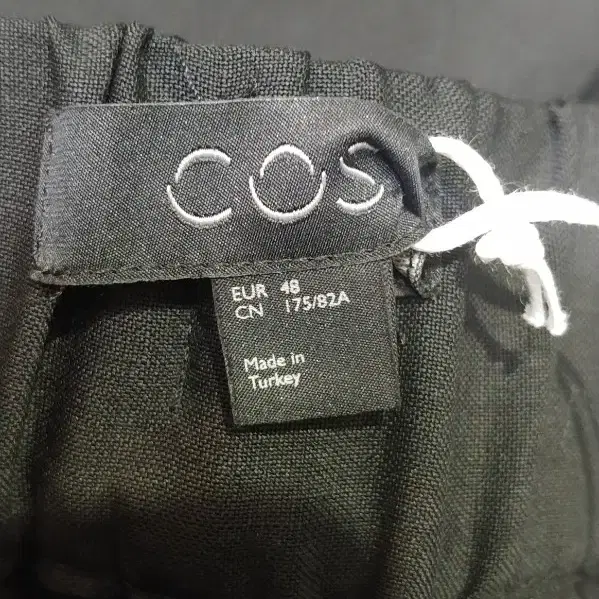 COS
EUR 48
CN 175/82A
Made in
Turkey